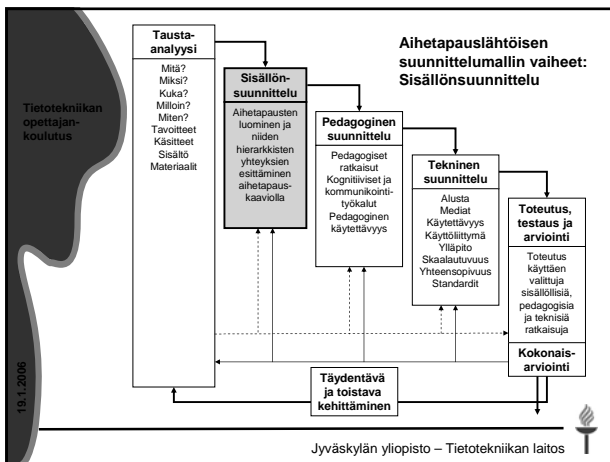 Aihetapauslähtöisen
suunnittelumallin vaiheet:
Sisällönsuunnittelu
Tietotekniikan
opettajan-
koulutus
19.1.2006
Tausta-
analyysi
Mitä?
Miksi?
Kuka?
Milloin?
Miten?
Tavoitteet
Käsitteet
Sisältö
Materiaalit
Sisällön-
suunnittelu
Aihetapausten
luominen ja
niiden
hierarkkisten
yhteyksien
esittäminen
aihetapaus-
kaaviolla
Pedagoginen
suunnittelu
Pedagogiset
ratkaisut
Kognitiiviset ja
kommunikointi-
työkalut
Pedagoginen
käytettävyys
Tekninen
suunnittelu
Alusta
Mediat
Käytettävyys
Käyttöliittymä
Ylläpito
Skaalautuvuus
Yhteensopivuus
Standardit
Toteutus,
testaus ja
arviointi
Toteutus
käyttäen
valittuja
sisällöllisiä,
pedagogisia
ja teknisiä
ratkaisuja
Kokonais-
arviointi
Täydentävä
ja toistava
kehittäminen
Jyväskylän yliopisto – Tietotekniikan laitos